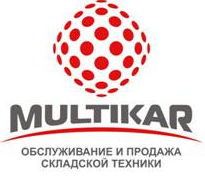 MULTIKAR
ОБСЛУЖИВАНИЕ И ПРОДАЖА
СКЛАДСКОЙ ТЕХНИКИ